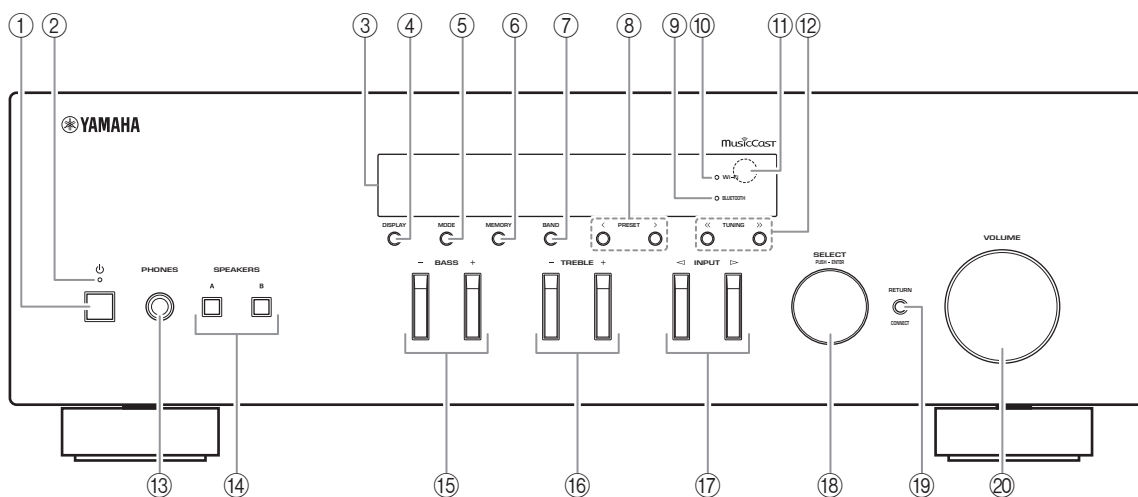 ① ② ③ ④ ⑤ ⑥ ⑦ ⑧ ⑨ ⑩ ⑪ ⑫
YAMAHA
MusicCast
Wi-Fi
BLUETOOTH
DISPLAY MODE MEMORY BAND < PRESET > << TUNING >>
VOLUME
SELECT
PUSH - ENTER
− BASS + − TREBLE + INPUT
PHONES SPEAKERS
A B
RETURN
CONNECT
⑬ ⑭ ⑮ ⑯ ⑰ ⑱ ⑲ ⑳